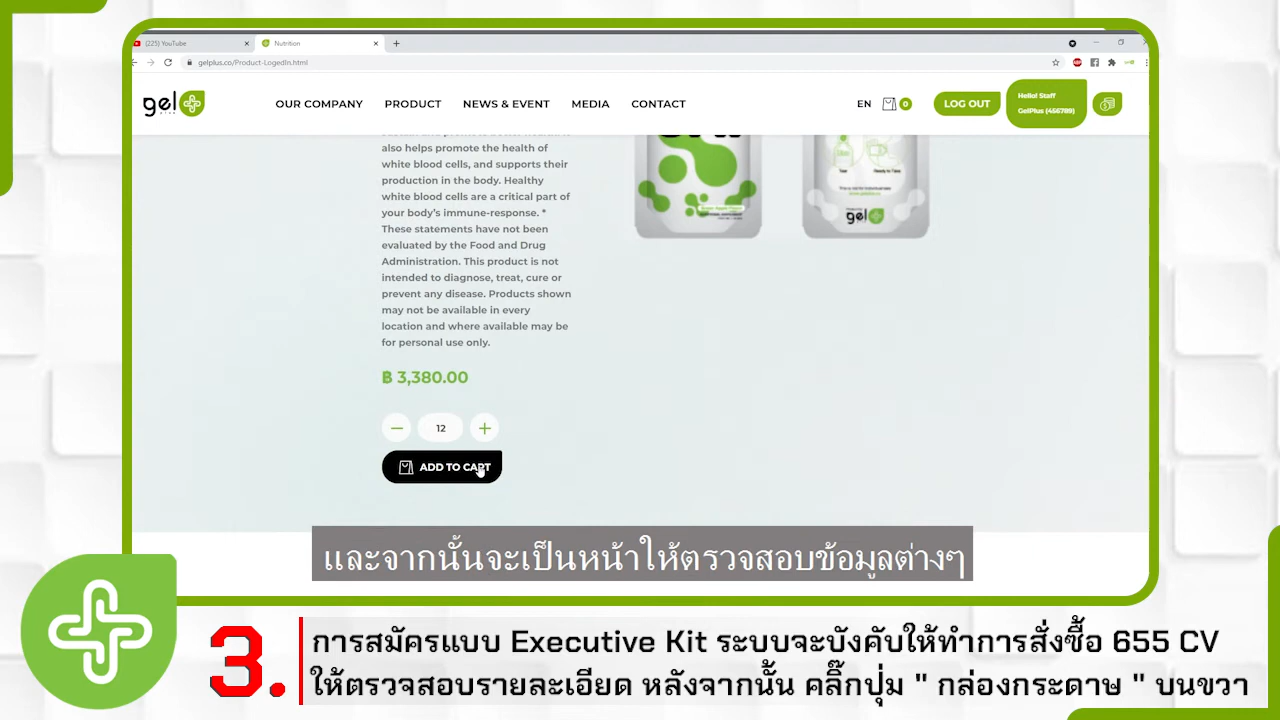 (225) YouTube
Nutrition
gelplus.co/Product-LogedIn.html
gel
OUR COMPANY
PRODUCT
NEWS & EVENT
MEDIA
CONTACT
EN
0
LOG OUT
Hello! Staff
GelPlus (456789)
also helps promote the health of
white blood cells, and supports their
production in the body. Healthy
white blood cells are a critical part of
your body's immune-response. *
These statements have not been
evaluated by the Food and Drug
Administration. This product is not
intended to diagnose, treat, cure or
prevent any disease. Products shown
may not be available in every
location and where available may be
for personal use only.
gel
฿ 3,380.00
12
ADD TO CART
และจากนั้นจะเป็นหน้าให้ตรวจสอบข้อมูลต่างๆ
3.
การสมัครแบบ Executive Kit ระบบจะบังคับให้ทำการสั่งซื้อ 655 CV
ให้ตรวจสอบรายละเอียด หลังจากนั้น คลิ๊กปุ่ม " กล่องกระดาษ " บนขวา